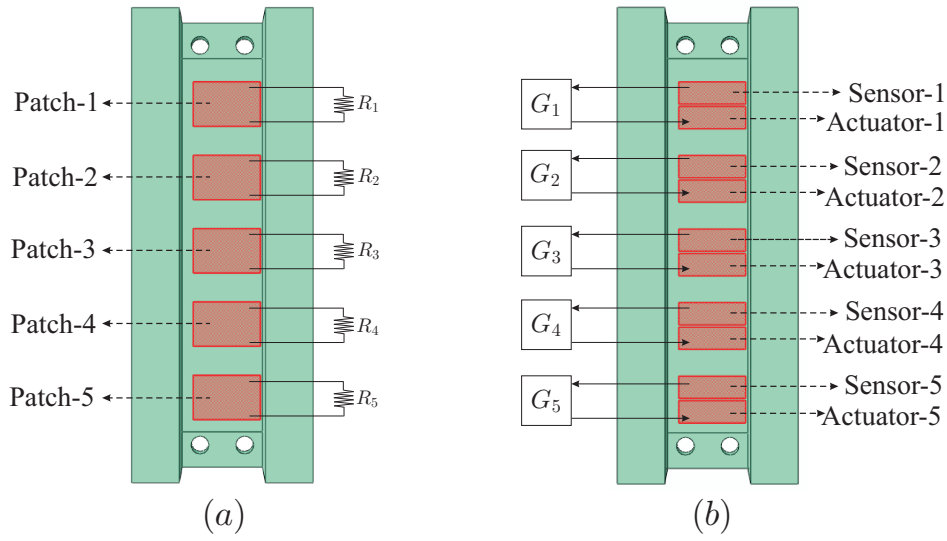 Patch-1
R1
Patch-2
R2
Patch-3
R3
Patch-4
R4
Patch-5
R5
(a)
G1
Sensor-1
Actuator-1
G2
Sensor-2
Actuator-2
G3
Sensor-3
Actuator-3
G4
Sensor-4
Actuator-4
G5
Sensor-5
Actuator-5
(b)